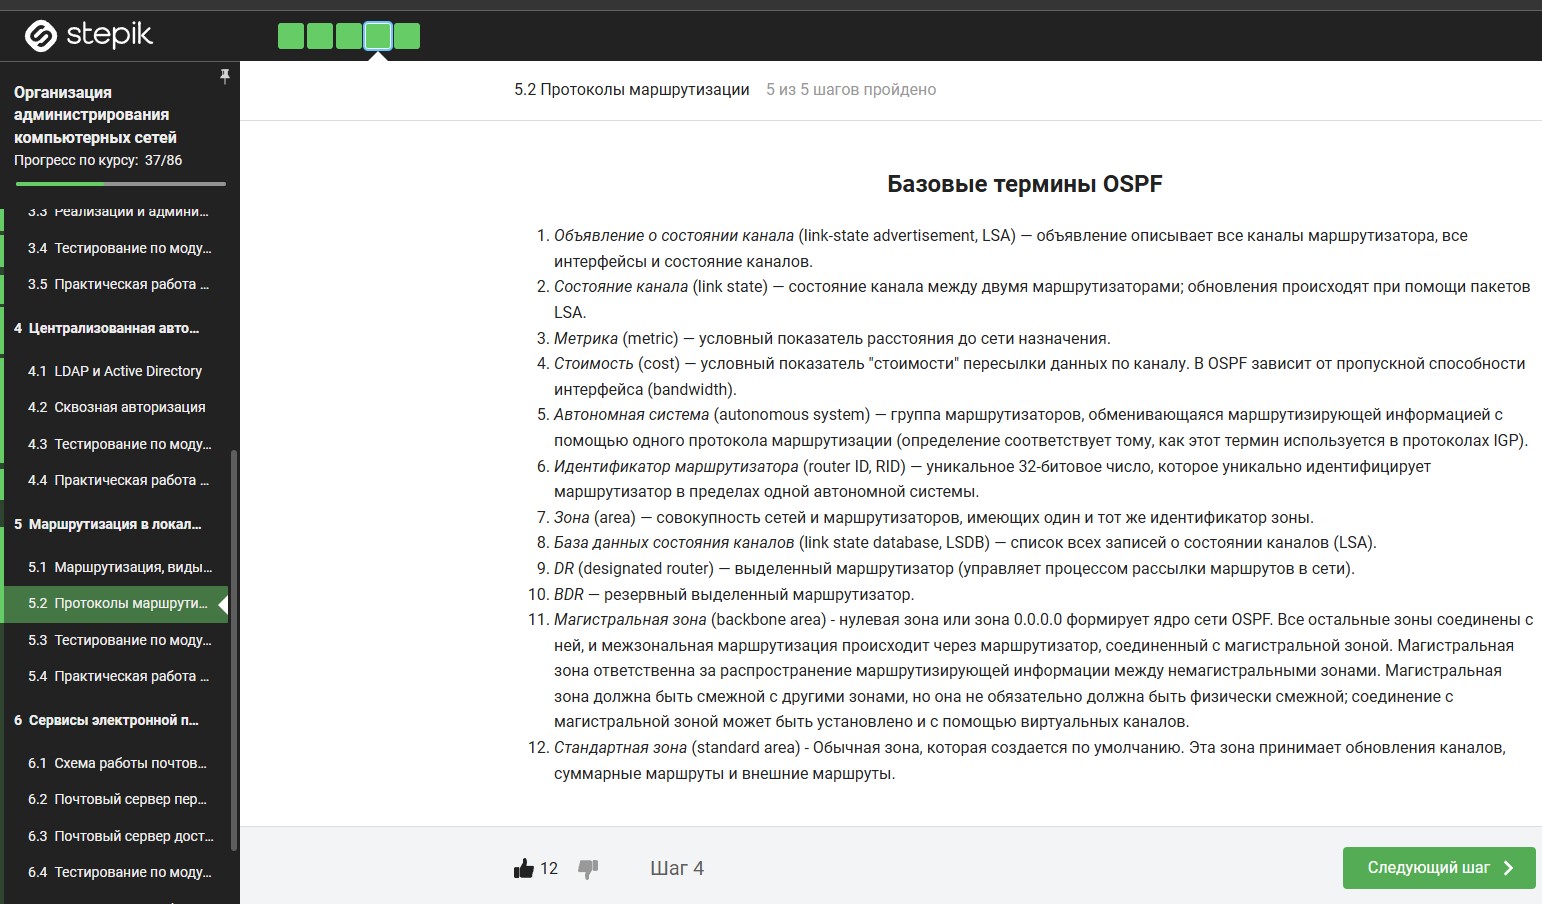 stepik
Организация
администрирования
компьютерных сетей
Прогресс по курсу: 37/86
3.3 Реализации и админи...
3.4 Тестирование по моду...
3.5 Практическая работа ...
4 Централизованная авто...
4.1 LDAP и Active Directory
4.2 Сквозная авторизация
4.3 Тестирование по моду...
4.4 Практическая работа ...
5 Маршрутизация в локал...
5.1 Маршрутизация, виды...
5.2 Протоколы маршрути...
5.3 Тестирование по моду...
5.4 Практическая работа ...
6 Сервисы электронной п...
6.1 Схема работы почтов...
6.2 Почтовый сервер пер...
6.3 Почтовый сервер дост...
6.4 Тестирование по моду...
5.2 Протоколы маршрутизации 5 из 5 шагов пройдено
Базовые термины OSPF
1. Объявление о состоянии канала (link-state advertisement, LSA) — объявление описывает все каналы маршрутизатора, все
интерфейсы и состояние каналов.
2. Состояние канала (link state) — состояние канала между двумя маршрутизаторами; обновления происходят при помощи пакетов
LSA.
3. Метрика (metric) — условный показатель расстояния до сети назначения.
4. Стоимость (cost) — условный показатель "стоимости" пересылки данных по каналу. В OSPF зависит от пропускной способности
интерфейса (bandwidth).
5. Автономная система (autonomous system) — группа маршрутизаторов, обменивающаяся маршрутизирующей информацией с
помощью одного протокола маршрутизации (определение соответствует тому, как этот термин используется в протоколах IGP).
6. Идентификатор маршрутизатора (router ID, RID) — уникальное 32-битовое число, которое уникально идентифицирует
маршрутизатор в пределах одной автономной системы.
7. Зона (area) — совокупность сетей и маршрутизаторов, имеющих один и тот же идентификатор зоны.
8. База данных состояния каналов (link state database, LSDB) — список всех записей о состоянии каналов (LSA).
9. DR (designated router) — выделенный маршрутизатор (управляет процессом рассылки маршрутов в сети).
10. BDR — резервный выделенный маршрутизатор.
11. Магистральная зона (backbone area) - нулевая зона или зона 0.0.0.0 формирует ядро сети OSPF. Все остальные зоны соединены с
ней, и межзональная маршрутизация происходит через маршрутизатор, соединенный с магистральной зоной. Магистральная
зона ответственна за распространение маршрутизирующей информации между немагистральными зонами. Магистральная
зона должна быть смежной с другими зонами, но она не обязательно должна быть физически смежной; соединение с
магистральной зоной может быть установлено и с помощью виртуальных каналов.
12. Стандартная зона (standard area) - Обычная зона, которая создается по умолчанию. Эта зона принимает обновления каналов,
суммарные маршруты и внешние маршруты.
12 Шаг 4 Следующий шаг